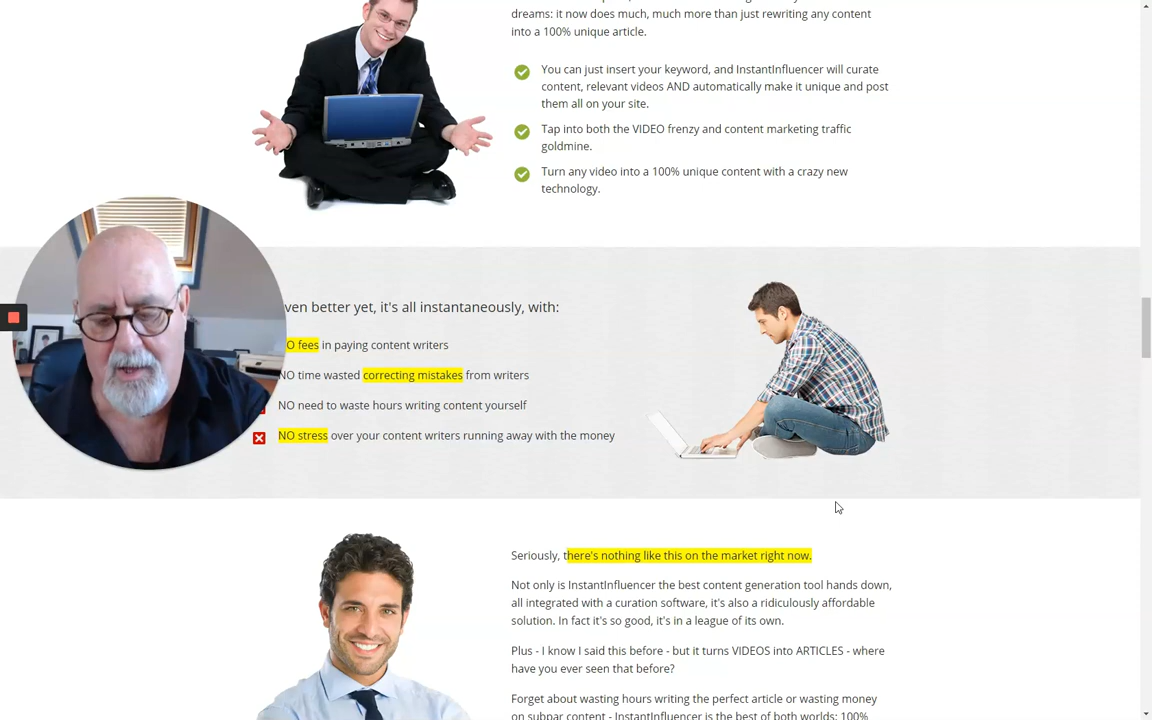 dreams: it now does much, much more than just rewriting any content
into a 100% unique article.
You can just insert your keyword, and InstantInfluencer will curate
content, relevant videos AND automatically make it unique and post
them all on your site.
Tap into both the VIDEO frenzy and content marketing traffic
goldmine.
Turn any video into a 100% unique content with a crazy new
technology.
ven better yet, it's all instantaneously, with:
O fees in paying content writers
NO time wasted correcting mistakes from writers
NO need to waste hours writing content yourself
NO stress over your content writers running away with the money
Seriously, there's nothing like this on the market right now.
Not only is InstantInfluencer the best content generation tool hands down,
all integrated with a curation software, it's also a ridiculously affordable
solution. In fact it's so good, it's in a league of its own.
Plus - I know I said this before - but it turns VIDEOS into ARTICLES - where
have you ever seen that before?
Forget about wasting hours writing the perfect article or wasting money
on subpar content - InstantInfluencer is the best of both worlds: 100%